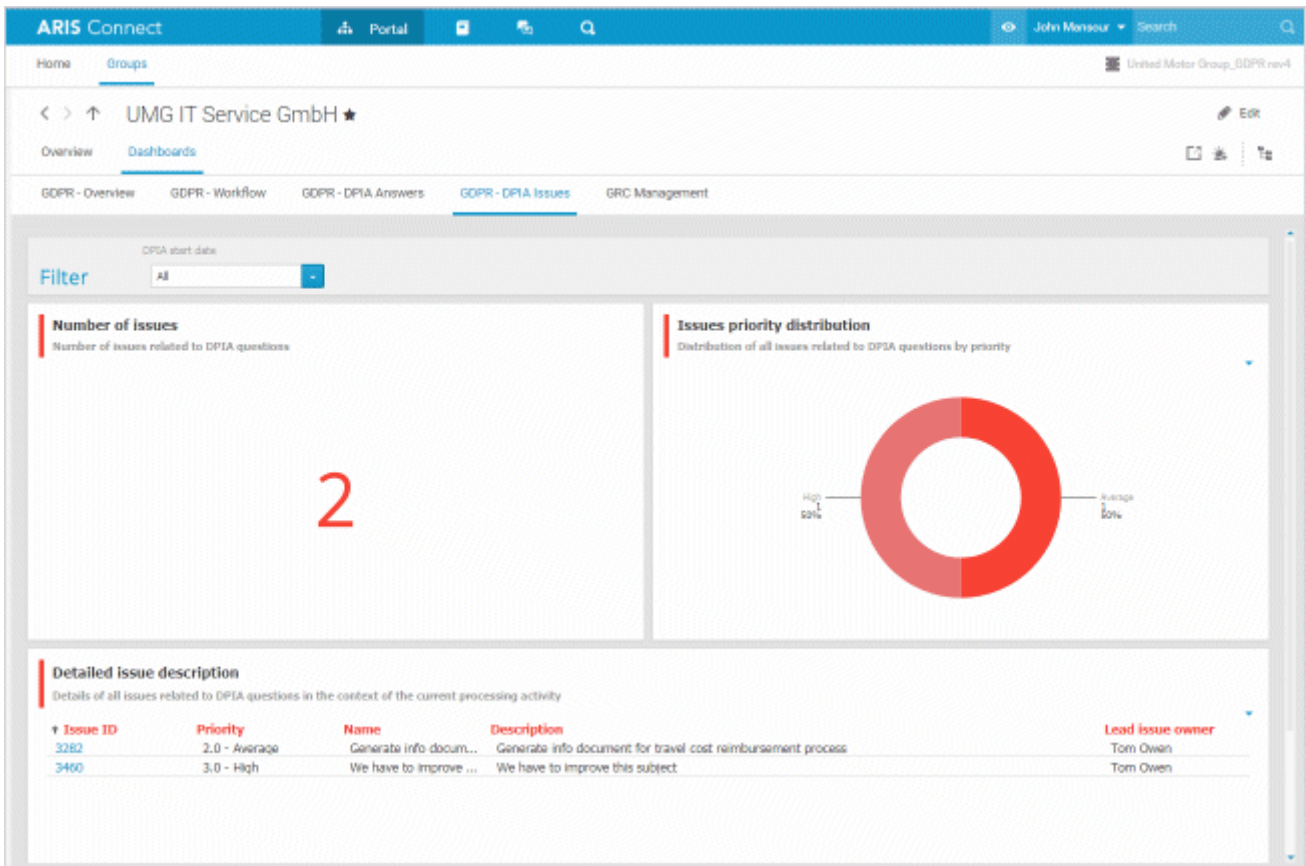 ARIS Connect Portal John Mensour Search
Home Groups United Motor Group_GDPR rev4
UMG IT Service GmbH Edit
Overview Dashboards
GDPR - Overview GDPR - Workflow GDPR - DPIA Answers GDPR - DPIA Issues GRC Management
DPIA start date
Filter All
Number of issues
Number of issues related to DPIA questions
2
Issues priority distribution
Distribution of all issues related to DPIA questions by priority
High
1
50%
Average
1
50%
Detailed issue description
Details of all issues related to DPIA questions in the context of the current processing activity
Issue ID Priority Name Description Lead issue owner
3282 2.0 - Average Generate info docum... Generate info document for travel cost reimbursement process Tom Owen
3460 3.0 - High We have to improve ... We have to improve this subject Tom Owen